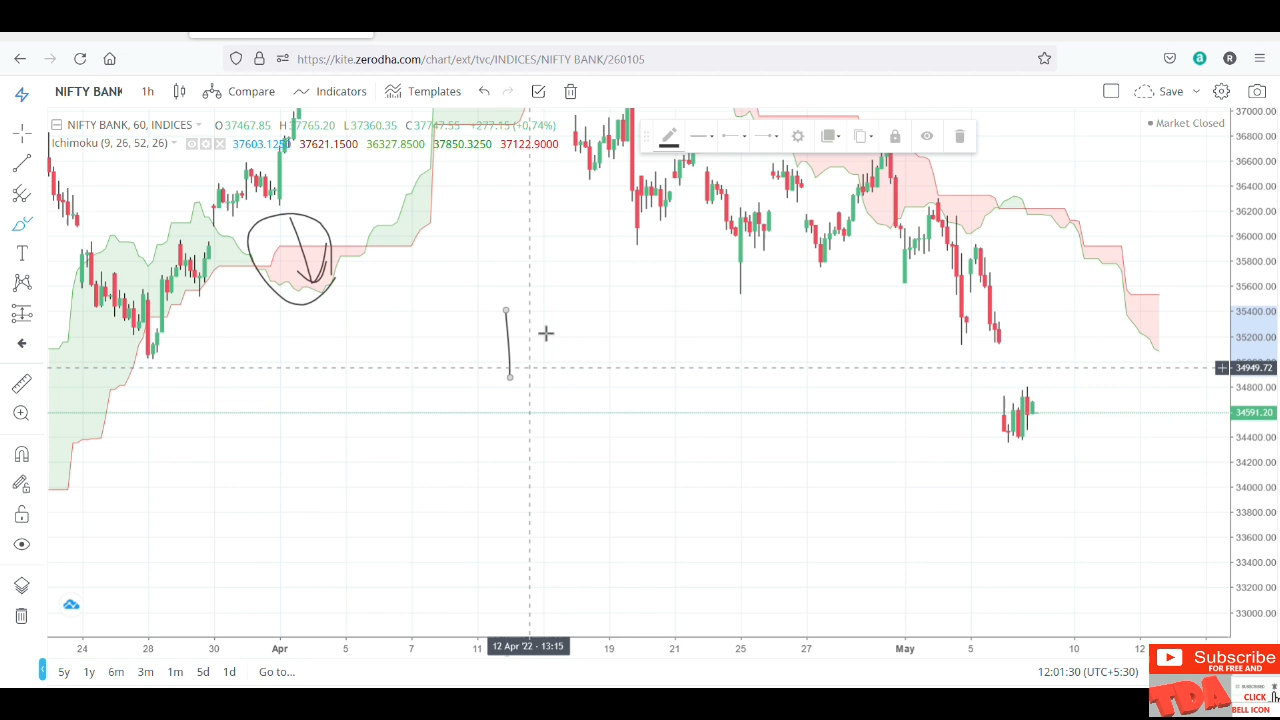 https://kite.zerodha.com/chart/ext/tvc/INDICES/NIFTY BANK/260105
a
R
NIFTY BANK
1h
Compare
Indicators
Templates
Save
NIFTY BANK, 60, INDICES
O37467.85 H37765.20 L37360.35 C37747.55 +277.15 (+0.74%)
Market Closed
Ichimoku (9, 26, 52, 26)
37621.1500
37850.3250
37122.9000
37000.00
36800.00
36600.00
36400.00
36200.00
36000.00
35800.00
35600.00
35400.00
35200.00
34949.72
34800.00
34591.20
34400.00
34200.00
34000.00
33800.00
33600.00
33400.00
33200.00
33000.00
24
28
30
Apr
5
7
11
12 Apr '22 - 13:15
19
21
25
27
May
5
10
12
5y
1y
6m
3m
1m
5d
1d
Go to...
12:01:30 (UTC+5:30)
Subscribe
FOR FREE AND
TDA
SUBSCRIBED
CLICK
BELL ICON